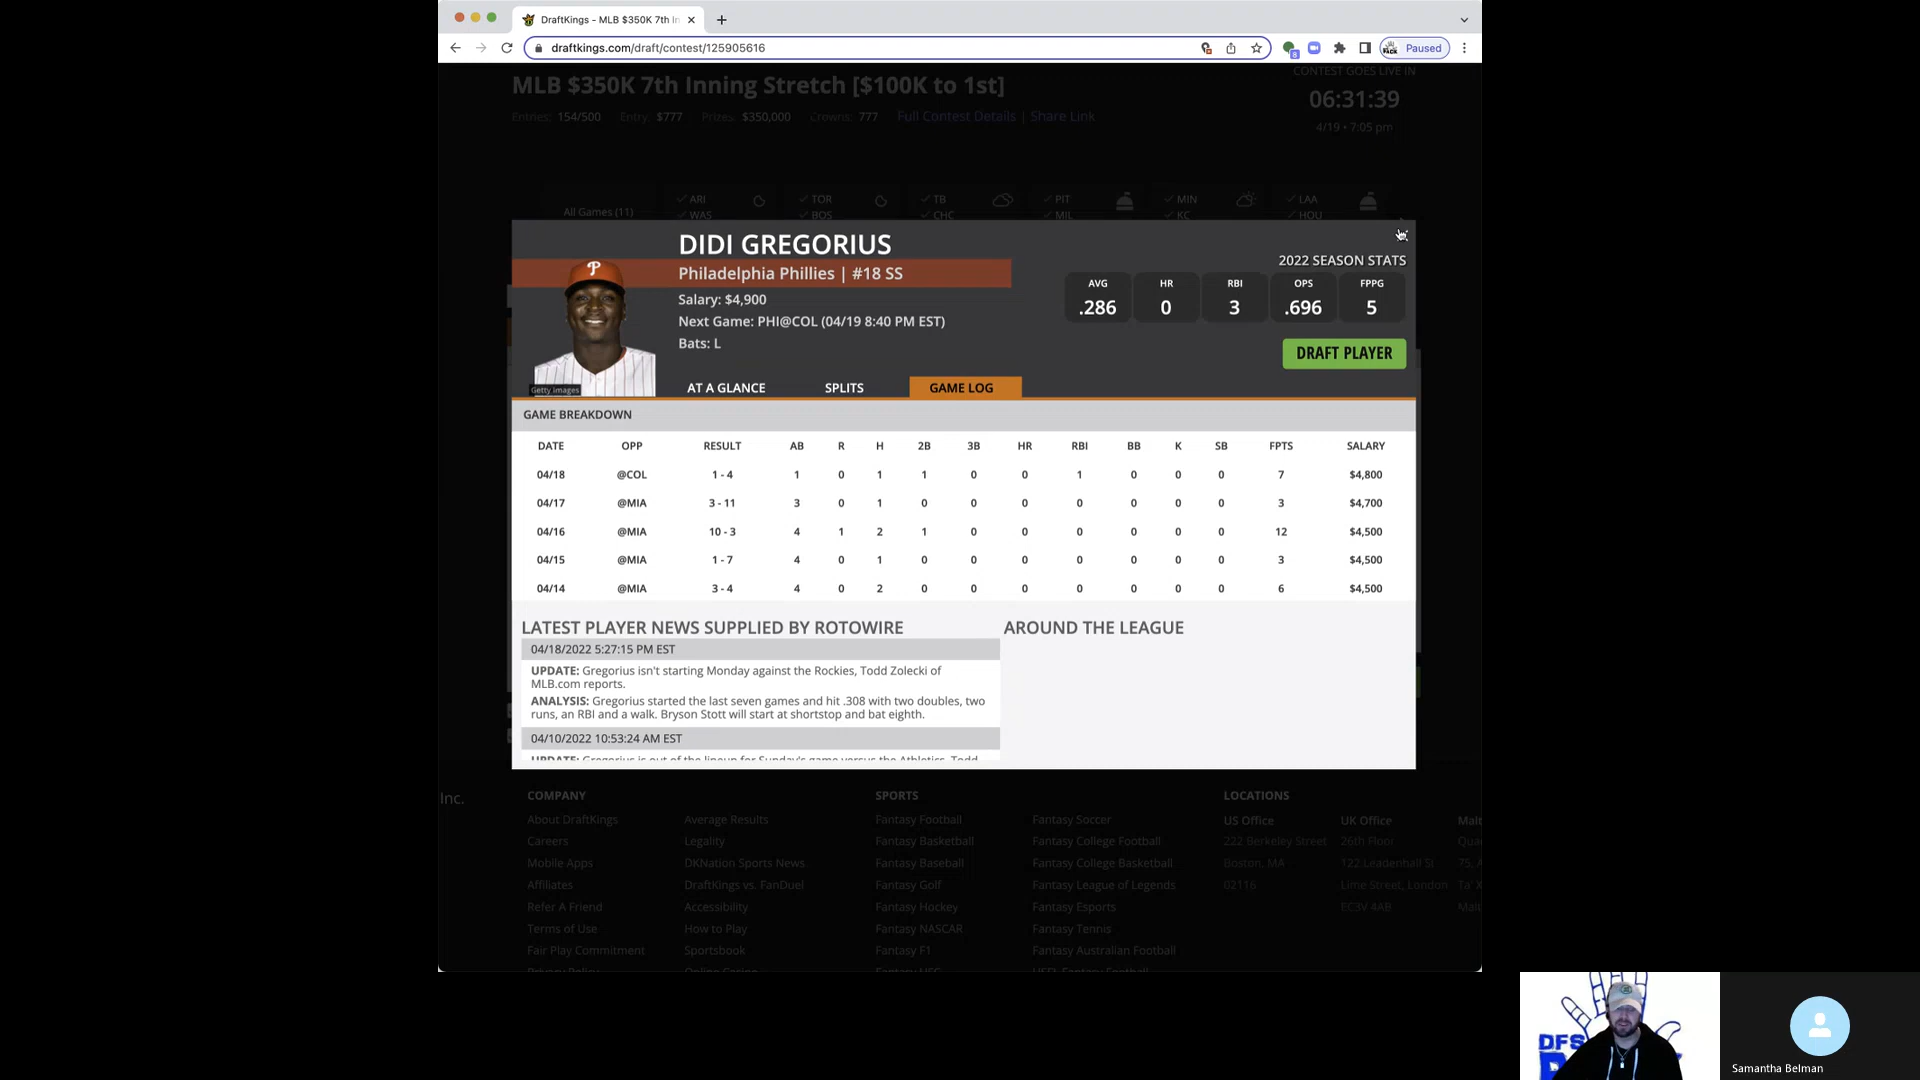 DraftKings - MLB $350K 7th In
draftkings.com/draft/contest/125905616
Paused
MLB $350K 7th Inning Stretch [$100K to 1st]
CONTEST GOES LIVE IN
06:31:39
4/19 • 7:05 pm
Entries: 154/500 Entry: $777 Prizes: $350,000 Crowns: 777 Full Contest Details | Share Link
All Games (11)
ARI
WAS
TOR
BOS
TB
CHC
PIT
MIL
MIN
KC
LAA
HOU
DIDI GREGORIUS
Philadelphia Phillies | #18 SS
Salary: $4,900
Next Game: PHI@COL (04/19 8:40 PM EST)
Bats: L
Getty Images
2022 SEASON STATS
AVG HR RBI OPS FPPG
.286 0 3 .696 5
DRAFT PLAYER
AT A GLANCE SPLITS GAME LOG
GAME BREAKDOWN
DATE OPP RESULT AB R H 2B 3B HR RBI BB K SB FPTS SALARY
04/18 @COL 1 - 4 1 0 1 1 0 0 1 0 0 0 7 $4,800
04/17 @MIA 3 - 11 3 0 1 0 0 0 0 0 0 0 3 $4,700
04/16 @MIA 10 - 3 4 1 2 1 0 0 0 0 0 0 12 $4,500
04/15 @MIA 1 - 7 4 0 1 0 0 0 0 0 0 0 3 $4,500
04/14 @MIA 3 - 4 4 0 2 0 0 0 0 0 0 0 6 $4,500
LATEST PLAYER NEWS SUPPLIED BY ROTOWIRE
04/18/2022 5:27:15 PM EST
UPDATE: Gregorius isn't starting Monday against the Rockies, Todd Zolecki of
MLB.com reports.
ANALYSIS: Gregorius started the last seven games and hit .308 with two doubles, two
runs, an RBI and a walk. Bryson Stott will start at shortstop and bat eighth.
04/10/2022 10:53:24 AM EST
UPDATE: Gregorius is out of the lineup for Sunday's game versus the Athletics, Todd
AROUND THE LEAGUE
Inc.
COMPANY
About DraftKings
Careers
Mobile Apps
Affiliates
Refer A Friend
Terms of Use
Fair Play Commitment
Privacy Policy
Average Results
Legality
DKNation Sports News
DraftKings vs. FanDuel
Accessibility
How to Play
Sportsbook
Online Casino
SPORTS
Fantasy Football
Fantasy Basketball
Fantasy Baseball
Fantasy Golf
Fantasy Hockey
Fantasy NASCAR
Fantasy F1
Fantasy Soccer
Fantasy College Football
Fantasy College Basketball
Fantasy League of Legends
Fantasy Esports
Fantasy Tennis
Fantasy Australian Football
LOCATIONS
US Office
222 Berkeley Street
Boston, MA
02116
UK Office
26th Floor
122 Leadenhall St
Lime Street, London
EC3V 4AB
DFS
Samantha Belman